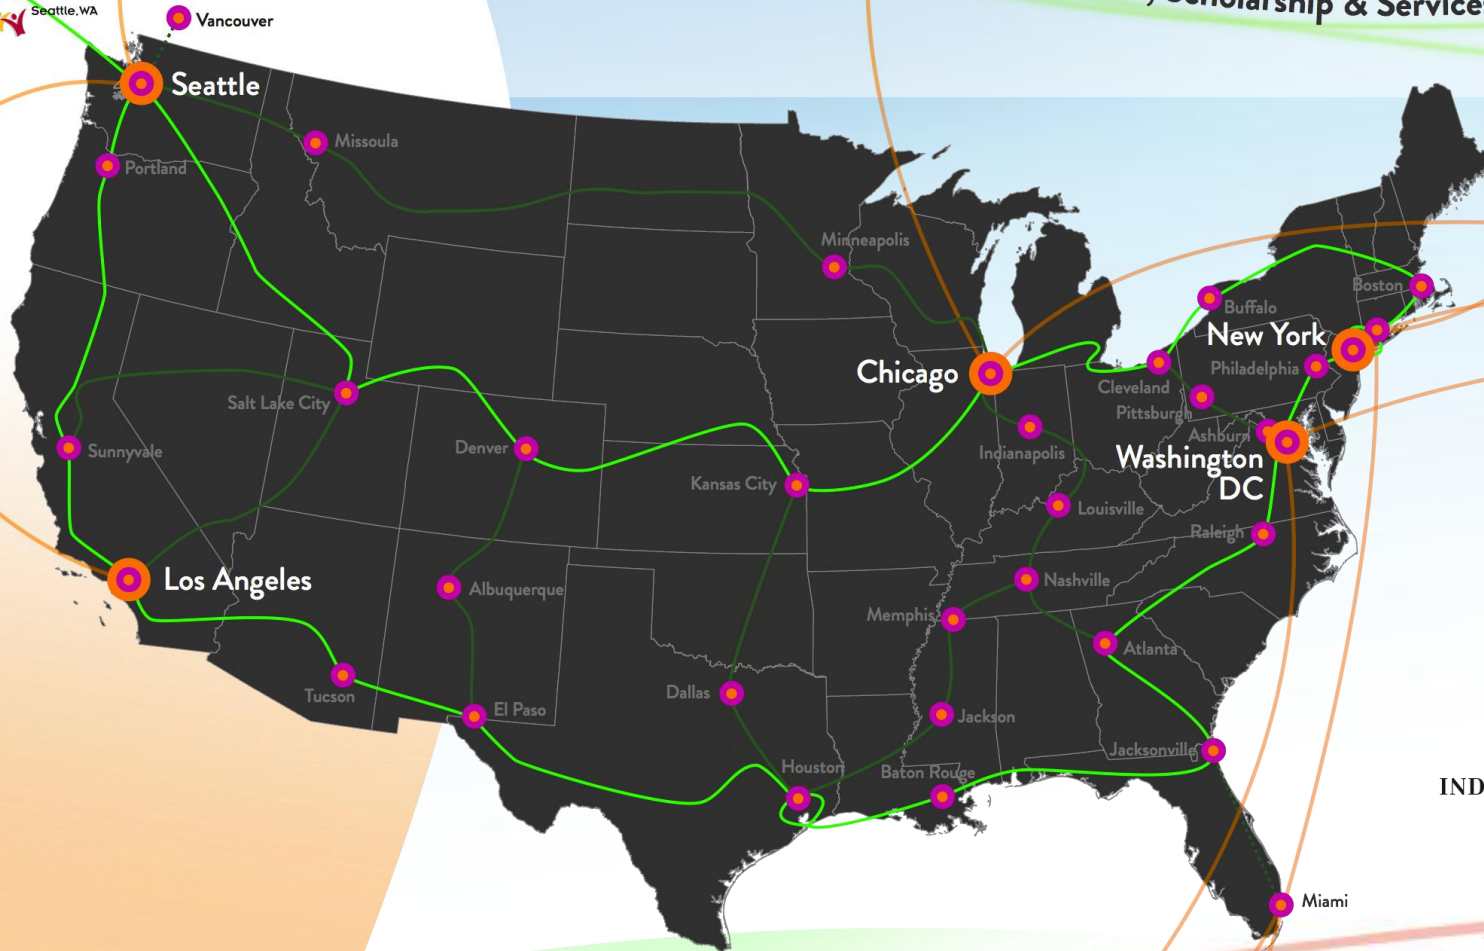 Seattle,WA
Vancouver
Scholarship & Service
Seattle
Missoula
Portland
Minneapolis
Boston
Buffalo
New York
Chicago
Philadelphia
Cleveland
Salt Lake City
Pittsburgh
Ashburn
Sunnyvale
Denver
Indianapolis
Washington
DC
Kansas City
Louisville
Raleigh
Los Angeles
Albuquerque
Nashville
Memphis
Atlanta
Tucson
Dallas
El Paso
Jackson
Jacksonville
Houston
Baton Rouge
IND
Miami